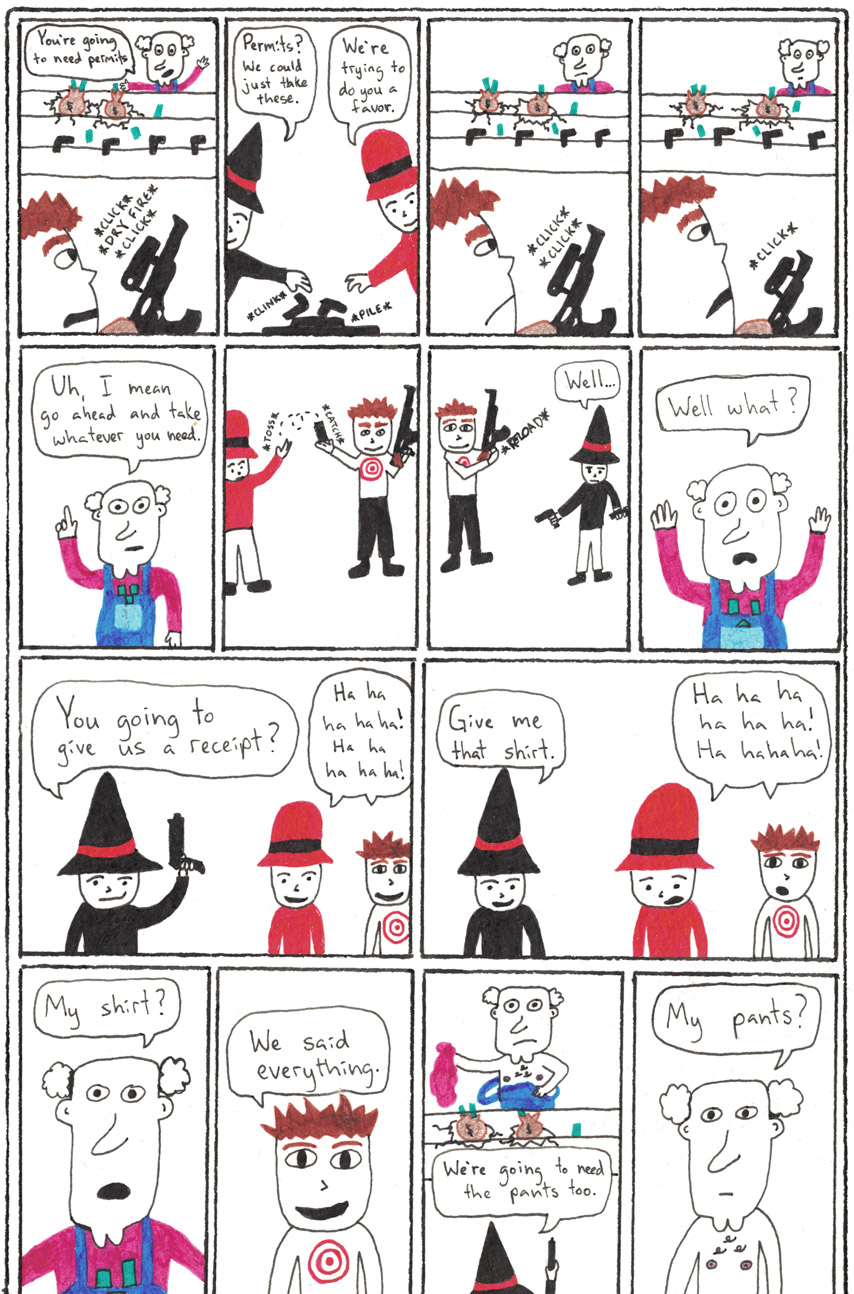 You're going
to need permits
$
$
*CLICK*
*DRY FIRE*
*CLICK*
Permits?
We could
just take
these.
We're
trying to
do you a
favor.
*CLINK*
*PILE*
$
$
*CLICK*
*CLICK*
$
$
*CLICK*
Uh, I mean
go ahead and take
whatever you need.
*TOSS*
*CATCH*
*RELOAD*
Well...
Well what?
You going to
give us a receipt?
Ha ha
ha ha ha!
Ha ha
ha ha ha!
Give me
that shirt.
Ha ha ha
ha ha ha!
Ha hahaha!
My shirt?
We said
everything.
$
$
We're going to need
the pants too.
My pants?